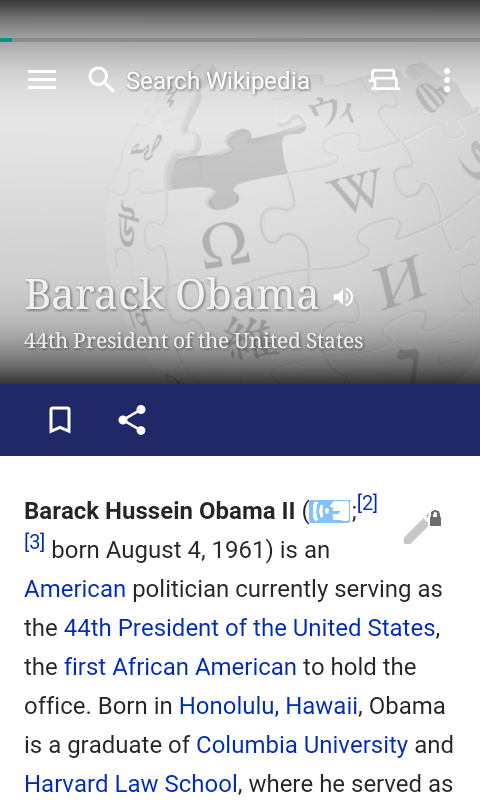 Search Wikipedia
ウィ
W
Ω
И
維
Barack Obama
44th President of the United States
Barack Hussein Obama II (;[2]
[3] born August 4, 1961) is an
American politician currently serving as
the 44th President of the United States,
the first African American to hold the
office. Born in Honolulu, Hawaii, Obama
is a graduate of Columbia University and
Harvard Law School, where he served as